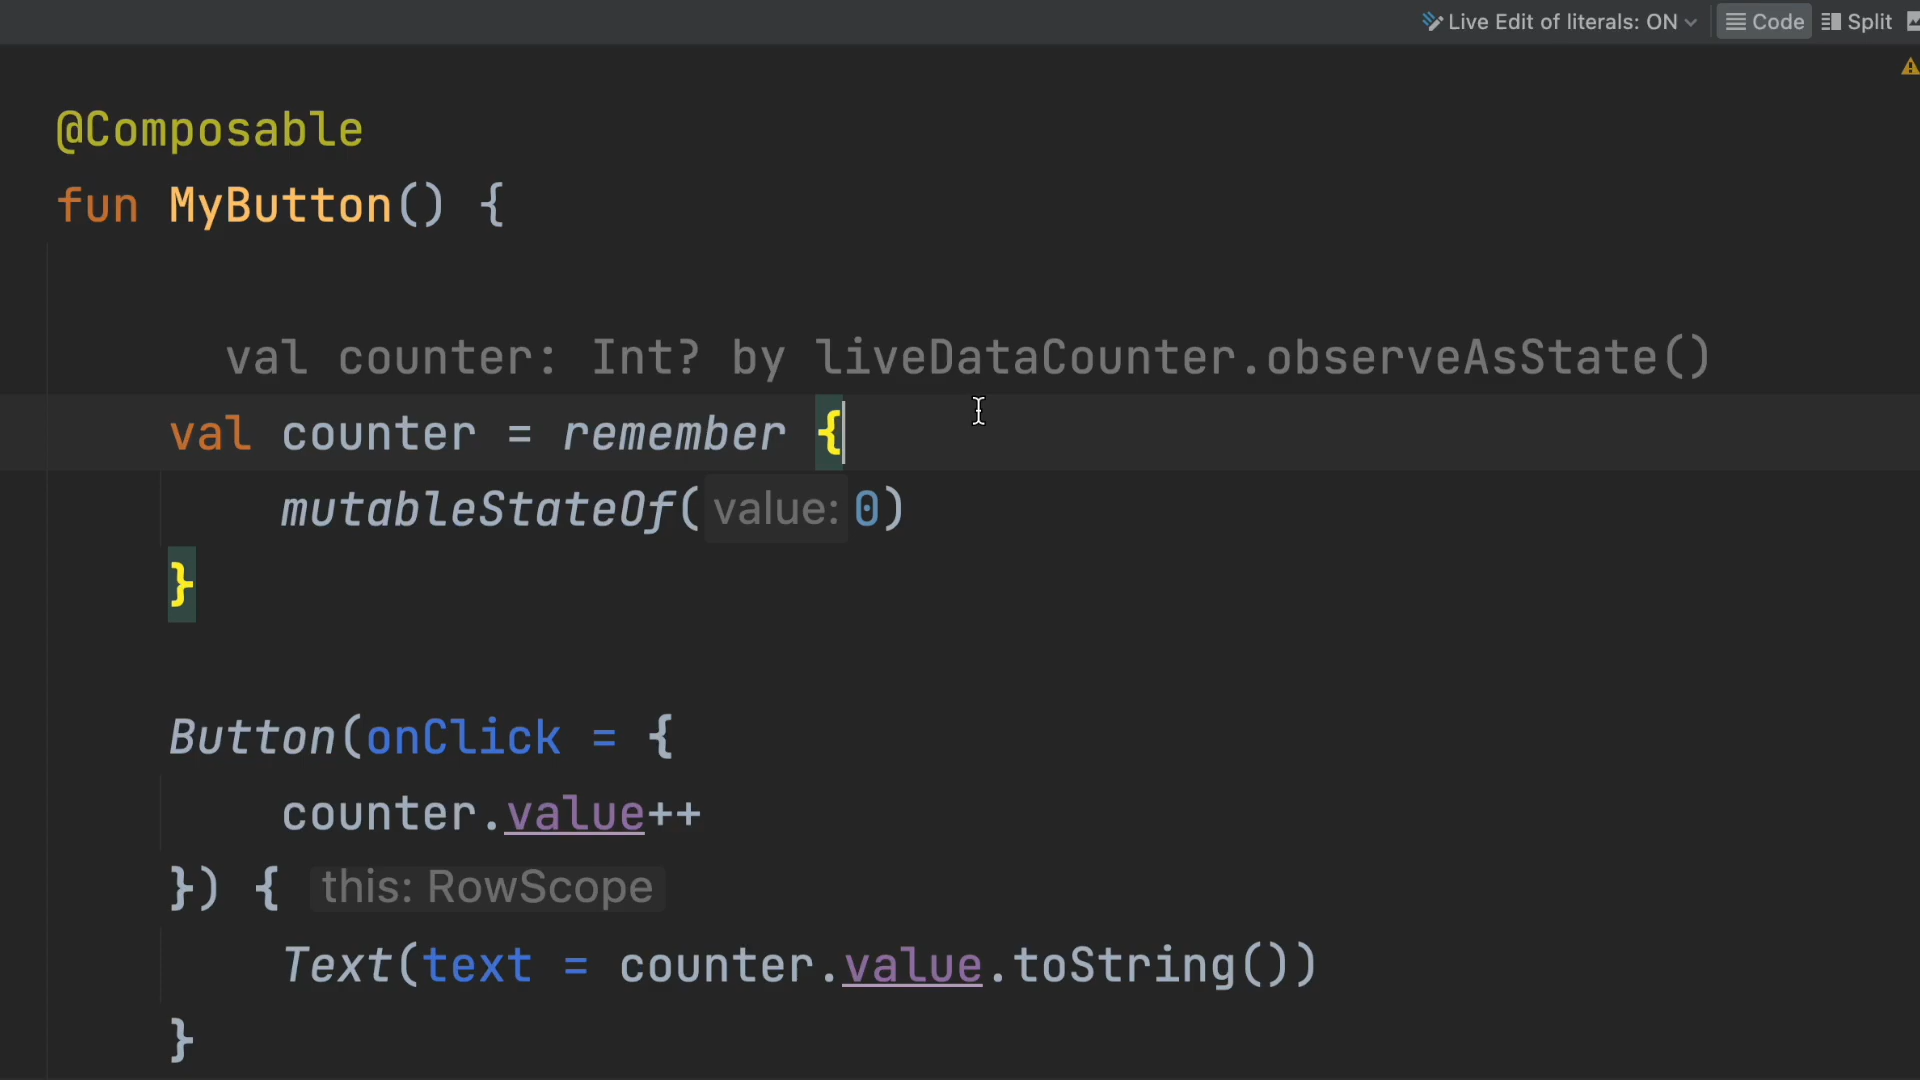 Live Edit of literals: ON Code Split
@Composable
fun MyButton() {
val counter: Int? by liveDataCounter.observeAsState()
val counter = remember {
mutableStateOf( value: 0)
}
Button(onClick = {
counter.value++
}) { this: RowScope
Text(text = counter.value.toString())
}